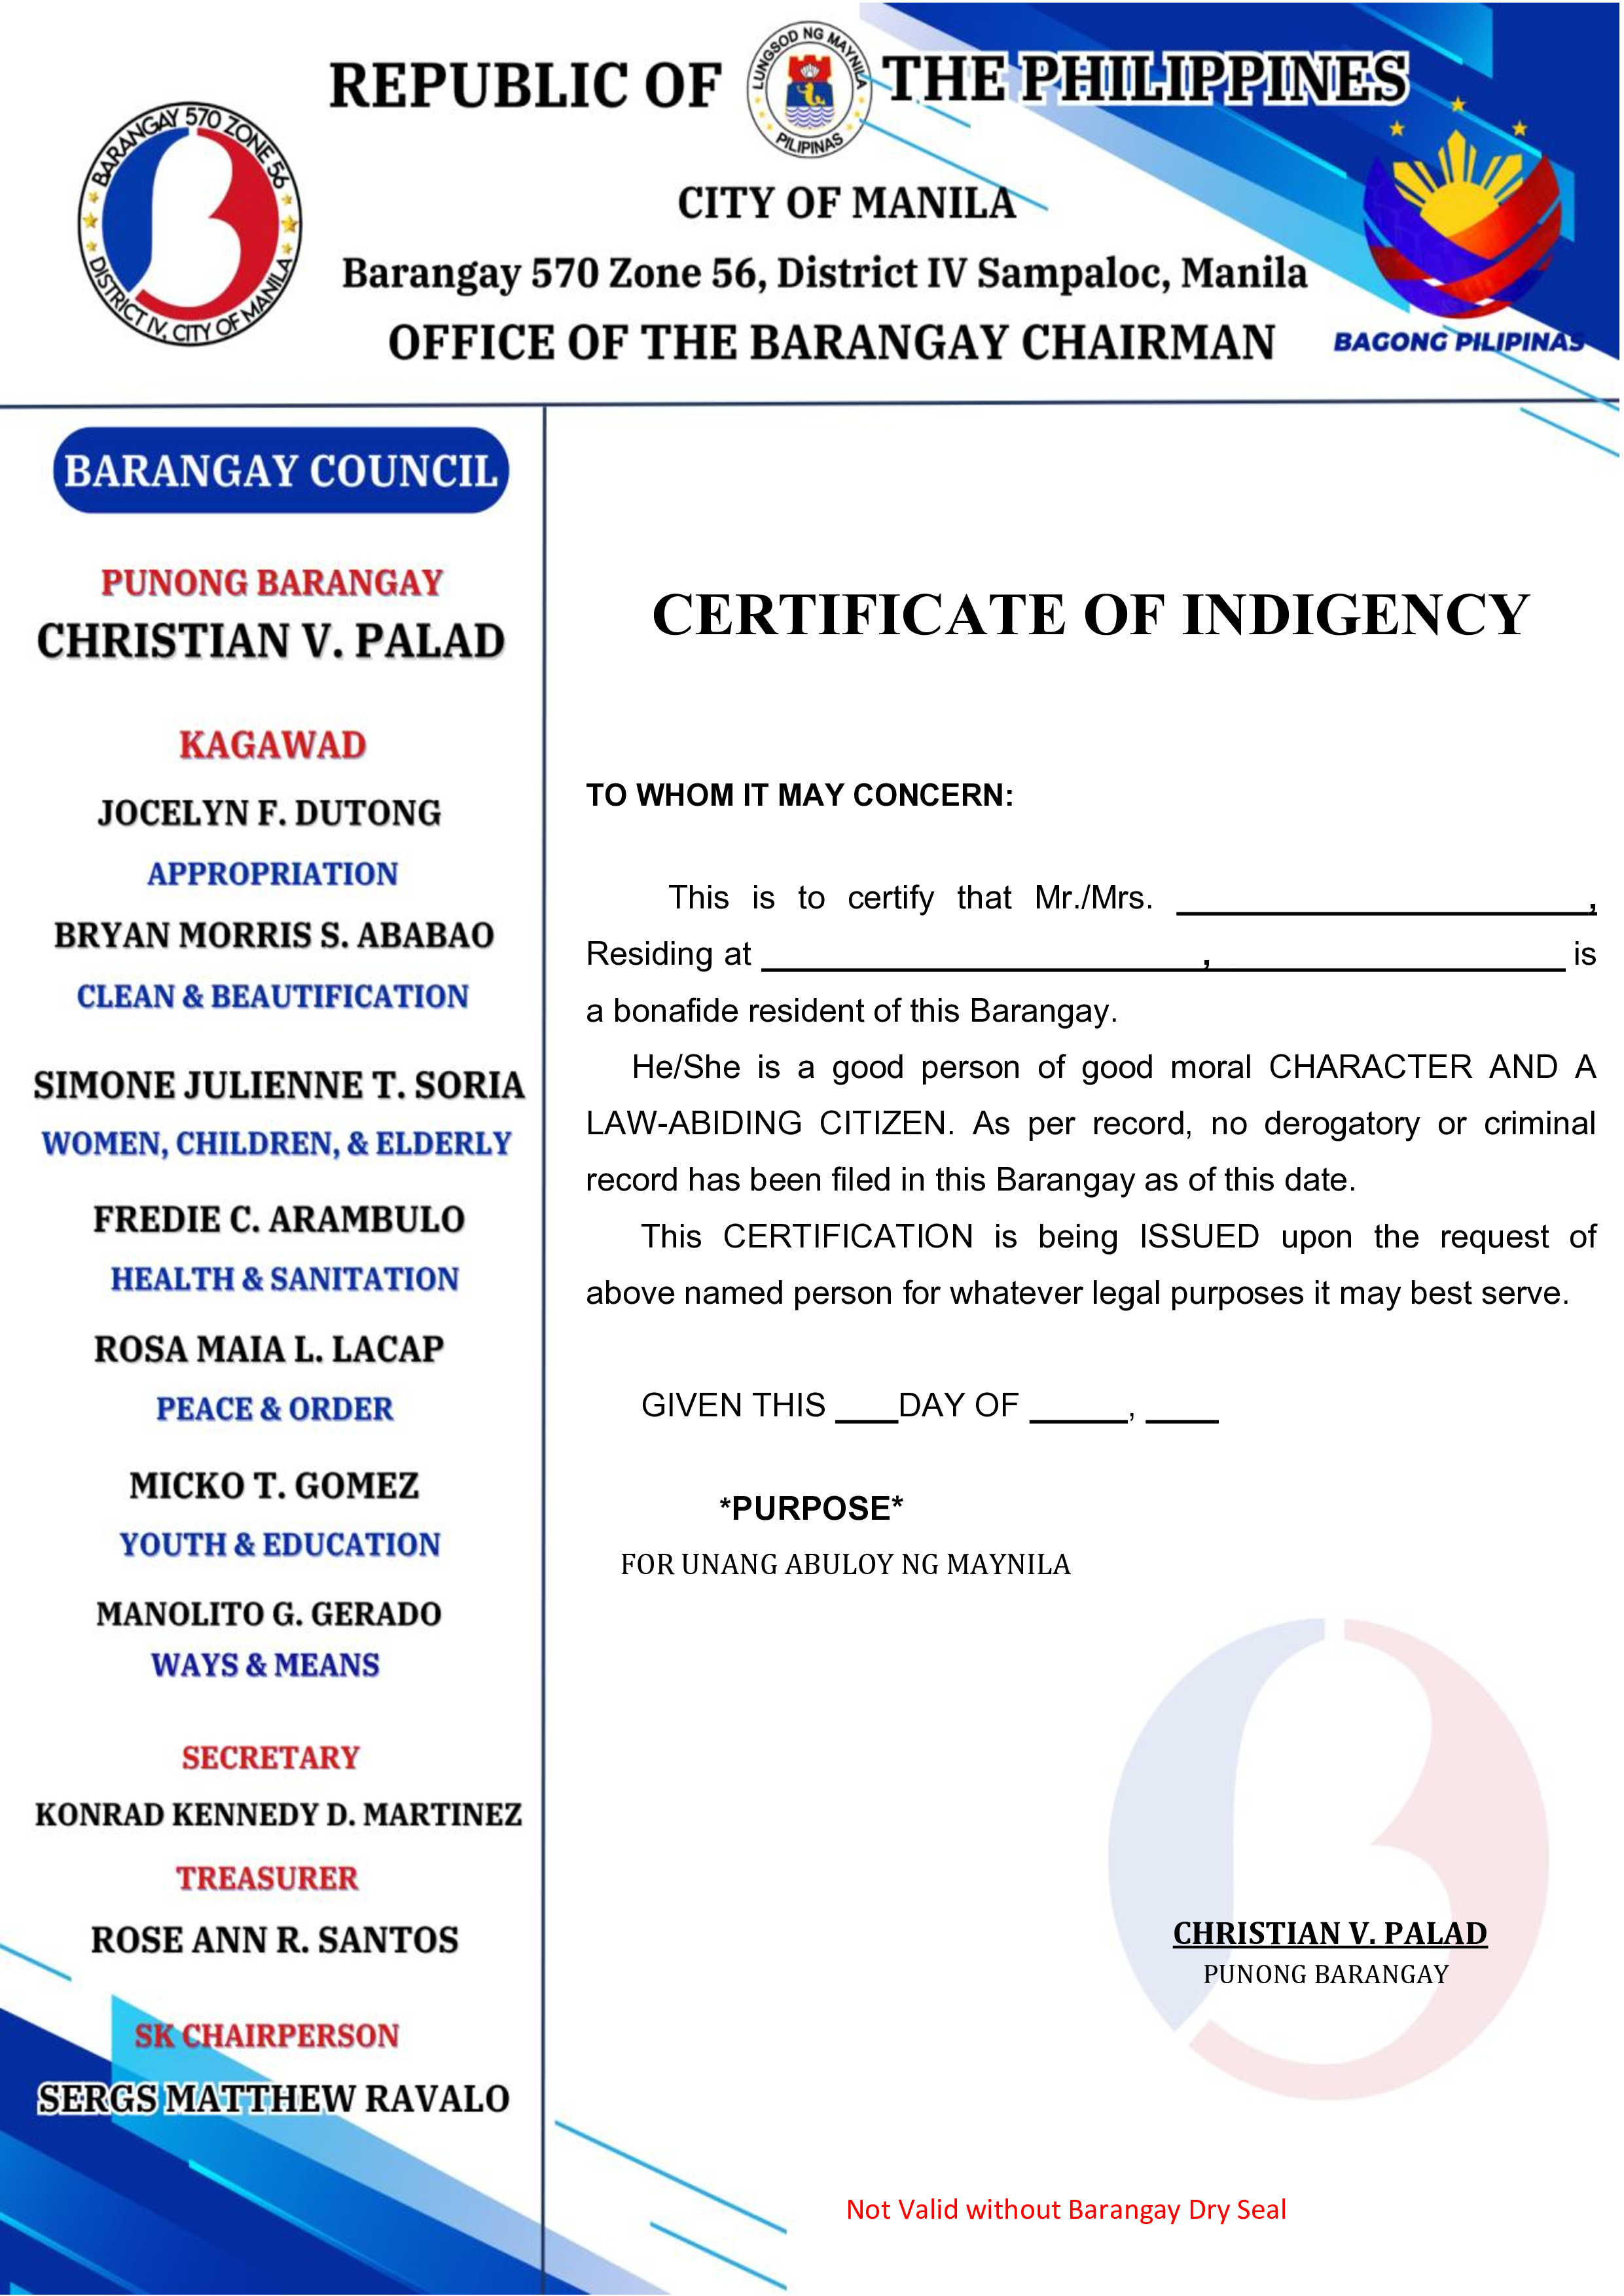 REPUBLIC OF THE PHILIPPINES
LUNGSOD NG MAYNILA
PILIPINAS
BARANGAY 570 ZONE 56
DISTRICT IV. CITY OF MANILA
CITY OF MANILA
Barangay 570 Zone 56, District IV Sampaloc, Manila
OFFICE OF THE BARANGAY CHAIRMAN
BAGONG PILIPINAS
BARANGAY COUNCIL
PUNONG BARANGAY
CHRISTIAN V. PALAD
KAGAWAD
JOCELYN F. DUTONG
APPROPRIATION
BRYAN MORRIS S. ABABAO
CLEAN & BEAUTIFICATION
SIMONE JULIENNE T. SORIA
WOMEN, CHILDREN, & ELDERLY
FREDIE C. ARAMBULO
HEALTH & SANITATION
ROSA MAIA L. LACAP
PEACE & ORDER
MICKO T. GOMEZ
YOUTH & EDUCATION
MANOLITO G. GERADO
WAYS & MEANS
SECRETARY
KONRAD KENNEDY D. MARTINEZ
TREASURER
ROSE ANN R. SANTOS
SK CHAIRPERSON
SERGS MATTHEW RAVALO
CERTIFICATE OF INDIGENCY
TO WHOM IT MAY CONCERN:
This is to certify that Mr./Mrs. ____________________,
Residing at ____________________,________________ is
a bonafide resident of this Barangay.
He/She is a good person of good moral CHARACTER AND A
LAW-ABIDING CITIZEN. As per record, no derogatory or criminal
record has been filed in this Barangay as of this date.
This CERTIFICATION is being ISSUED upon the request of
above named person for whatever legal purposes it may best serve.
GIVEN THIS ___DAY OF _____, ____
*PURPOSE*
FOR UNANG ABULOY NG MAYNILA
CHRISTIAN V. PALAD
PUNONG BARANGAY
Not Valid without Barangay Dry Seal